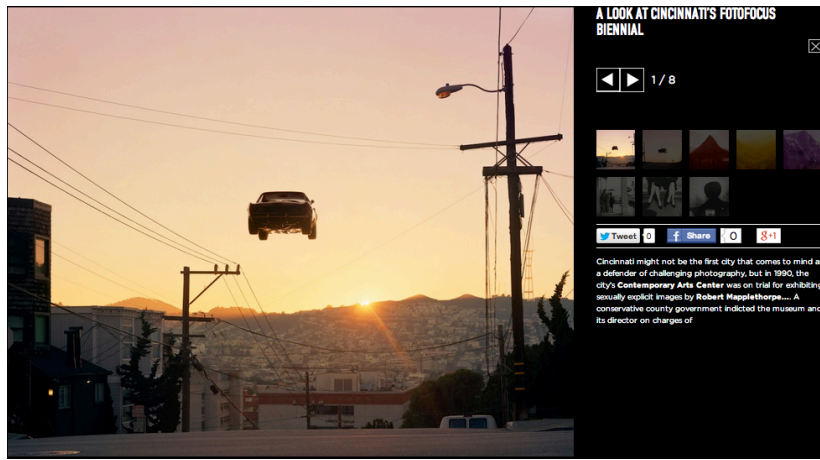 A LOOK AT CINCINNATI'S FOTOFOCUS
BIENNIAL
1 / 8
Tweet 0 Share 0 +1
Cincinnati might not be the first city that comes to mind a
a defender of challenging photography, but in 1990, the
city's Contemporary Arts Center was on trial for exhibiting
sexually explicit images by Robert Mapplethorpe.... A
conservative county government indicted the museum and
its director on charges of